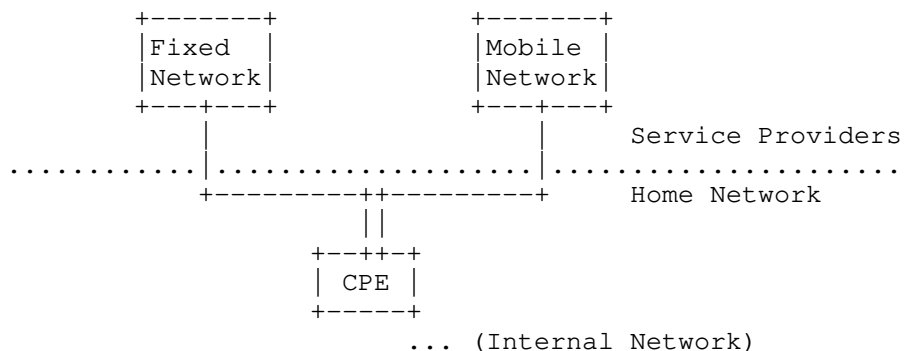 Fixed
Network
Mobile
Network
Service Providers
Home Network
CPE
... (Internal Network)